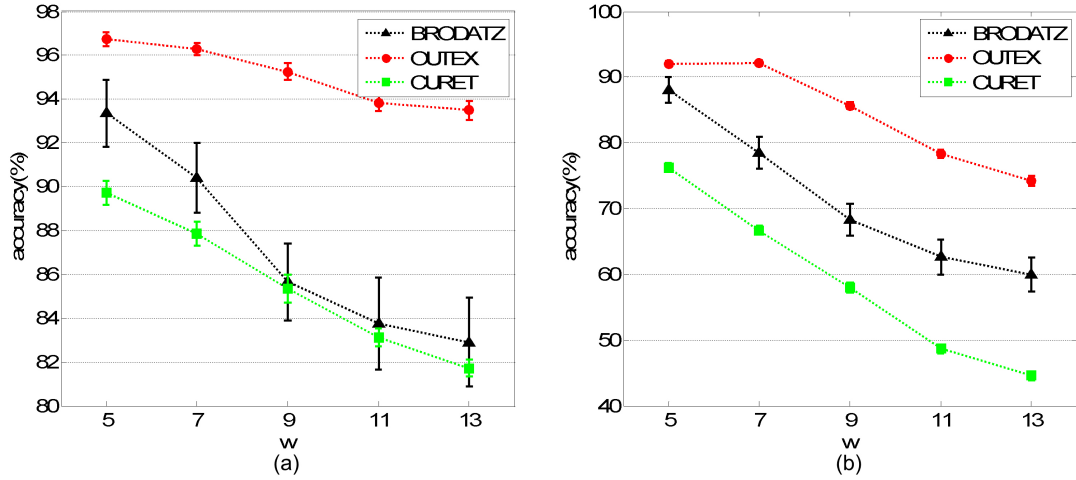 98
96
94
92
90
88
86
84
82
80
accuracy(%)
BRODATZ
OUTEX
CURET
5 7 9 11 13
w
(a)
100
90
80
70
60
50
40
accuracy(%)
BRODATZ
OUTEX
CURET
5 7 9 11 13
w
(b)